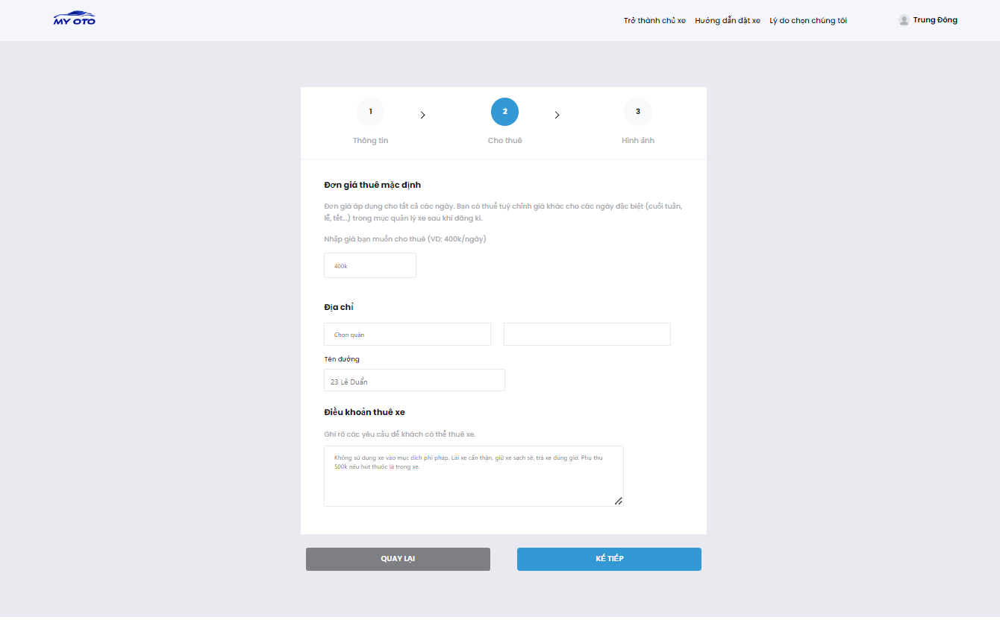 MY OTO
Trở thành chủ xe Hướng dẫn đặt xe Lý do chọn chúng tôi Trung Đông
1 2 3
Thông tin Cho thuê Hình ảnh
Đơn giá thuê mặc định
Đơn giá áp dụng cho tất cả các ngày. Bạn có thuể tuỳ chỉnh giá khác cho các ngày đặc biệt (cuối tuần,
lễ, tết...) trong mục quản lý xe sau khi đăng kí.
Nhập giá bạn muốn cho thuê (VD: 400k/ngày)
400k
Địa chỉ
Chọn quận
Tên đường
23 Lê Duẩn
Điều khoản thuê xe
Ghi rõ các yêu cầu để khách có thể thuê xe.
Không sử dụng xe vào mục đích phi pháp. Lái xe cẩn thận, giữ xe sạch sẽ, trả xe đúng giờ. Phụ thu
500k nếu hút thuốc lá trong xe.
QUAY LẠI KẾ TIẾP